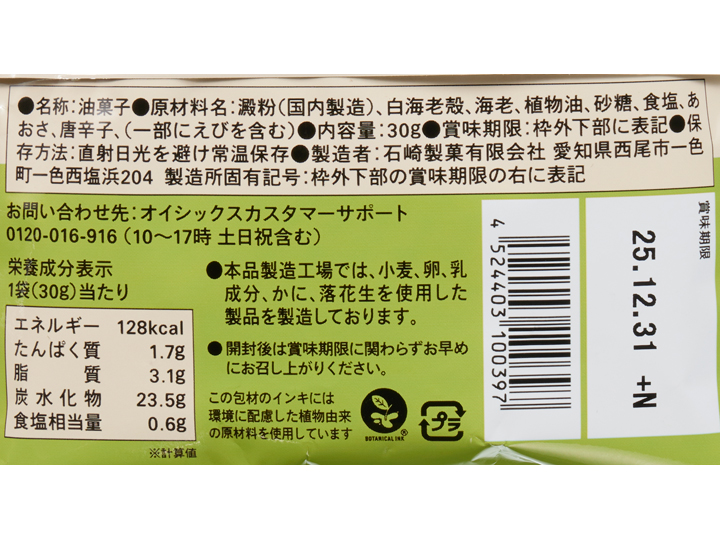 ●名称:油菓子●原材料名:澱粉(国内製造)、白海老殻、海老、植物油、砂糖、食塩、あ
おさ、唐辛子、(一部にえびを含む)●内容量:30g●賞味期限:枠外下部に表記●保
存方法:直射日光を避け常温保存●製造者:石崎製菓有限会社 愛知県西尾市一色
町一色西塩浜204 製造所固有記号:枠外下部の賞味期限の右に表記
お問い合わせ先:オイシックスカスタマーサポート
0120-016-916(10〜17時 土日祝含む)
栄養成分表示
1袋(30g)当たり
エネルギー 128kcal
たんぱく質 1.7g
脂質 3.1g
炭水化物 23.5g
食塩相当量 0.6g
※計算値
●本品製造工場では、小麦、卵、乳
成分、かに、落花生を使用した
製品を製造しております。
●開封後は賞味期限に関わらずお早め
にお召し上がりください。
この包材のインキには
環境に配慮した植物由来
の原材料を使用しています
BOTANICAL INK®
プラ
4 524403 100397
賞味期限
25.12.31 +N